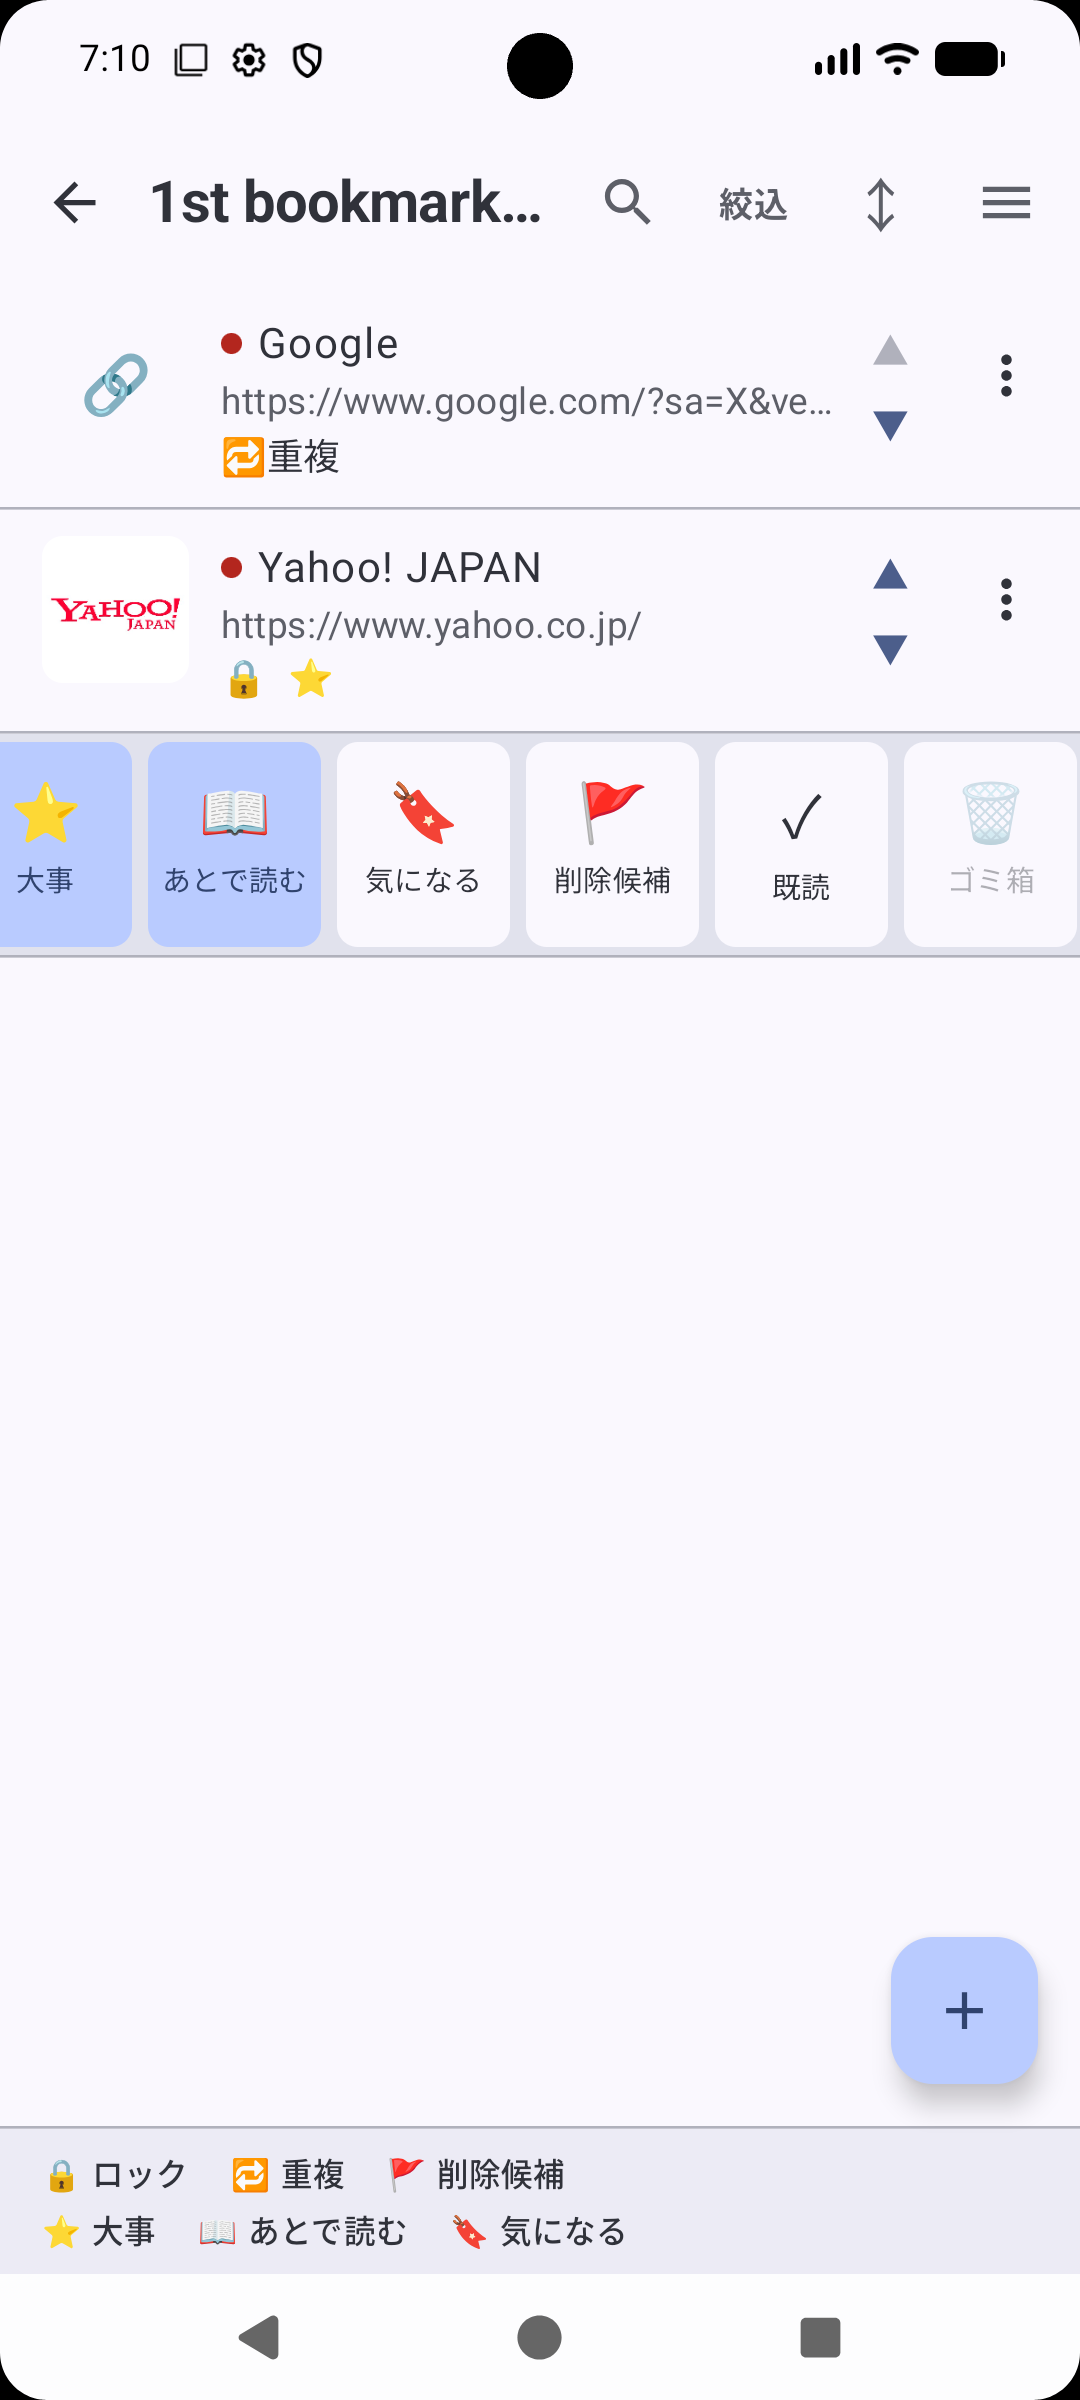 7:10
1st bookmark…
絞込
Google
https://www.google.com/?sa=X&ve…
🔁重複
YAHOO!
JAPAN
Yahoo! JAPAN
https://www.yahoo.co.jp/
🔒 ⭐
⭐ 📖 🔖 🚩 ✓ 🗑️
大事 あとで読む 気になる 削除候補 既読 ゴミ箱
+
🔒 ロック 🔁 重複 🚩 削除候補
⭐ 大事 📖 あとで読む 🔖 気になる